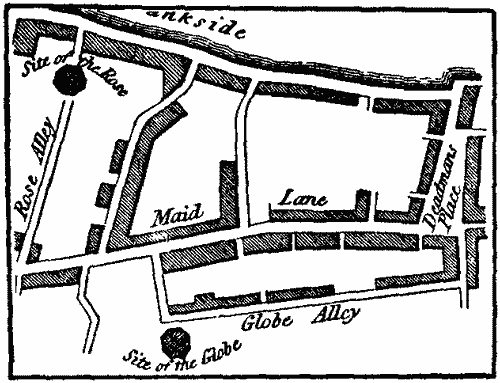 ankside
Site of the Rose
Rose Alley
Maid Lane
Deadmans
Place
Globe Alley
Site of the Globe